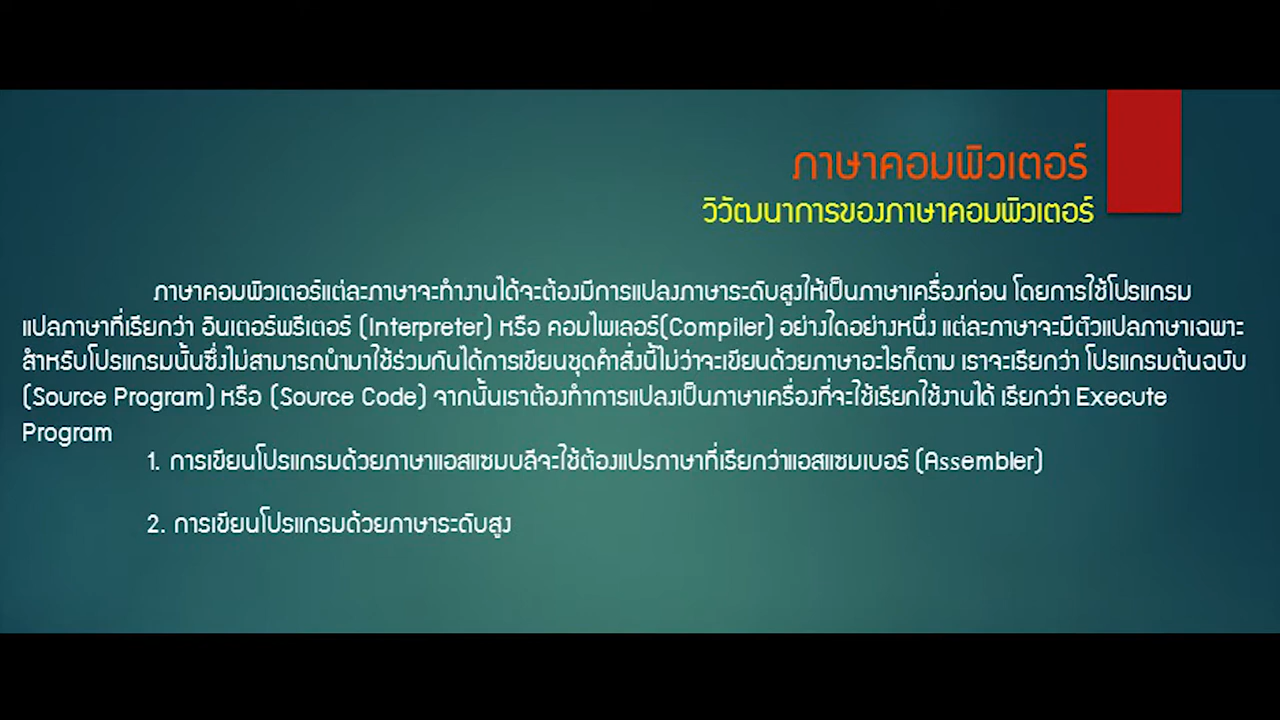 ภาษาคอมพิวเตอร์
วิวัฒนาการของภาษาคอมพิวเตอร์
ภาษาคอมพิวเตอร์แต่ละภาษาจะทำงานได้จะต้องมีการแปลงภาษาระดับสูงให้เป็นภาษาเครื่องก่อน โดยการใช้โปรแกรม
แปลภาษาที่เรียกว่า อินเตอร์พรีเตอร์ (Interpreter) หรือ คอมไพเลอร์(Compiler) อย่างใดอย่างหนึ่ง แต่ละภาษาจะมีตัวแปลภาษาเฉพาะ
สำหรับโปรแกรมนั้นซึ่งไม่สามารถนำมาใช้ร่วมกันได้การเขียนชุดคำสั่งนี้ไม่ว่าจะเขียนด้วยภาษาอะไรก็ตาม เราจะเรียกว่า โปรแกรมต้นฉบับ
(Source Program) หรือ (Source Code) จากนั้นเราต้องทำการแปลงเป็นภาษาเครื่องที่จะใช้เรียกใช้งานได้ เรียกว่า Execute
Program
1. การเขียนโปรแกรมด้วยภาษาแอสแซมบลีจะใช้ต้องแปรภาษาที่เรียกว่าแอสแซมเบอร์ (Assembler)
2. การเขียนโปรแกรมด้วยภาษาระดับสูง